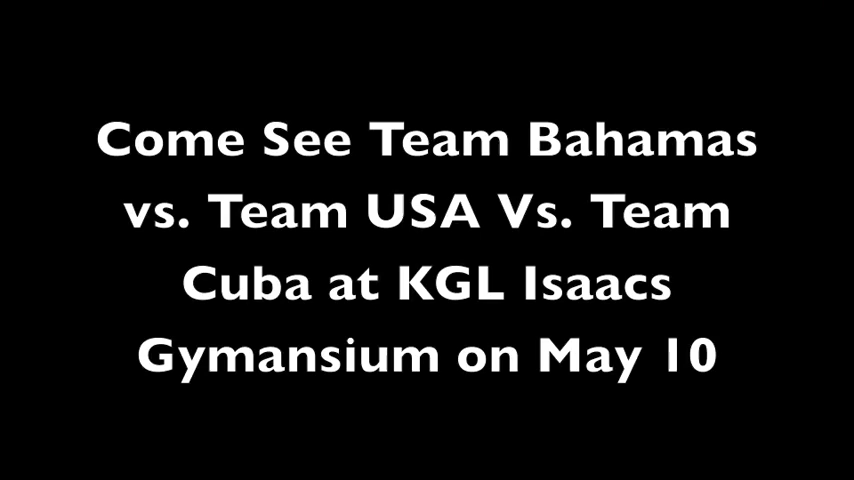 Come See Team Bahamas
vs. Team USA Vs. Team
Cuba at KGL Isaacs
Gymansium on May 10